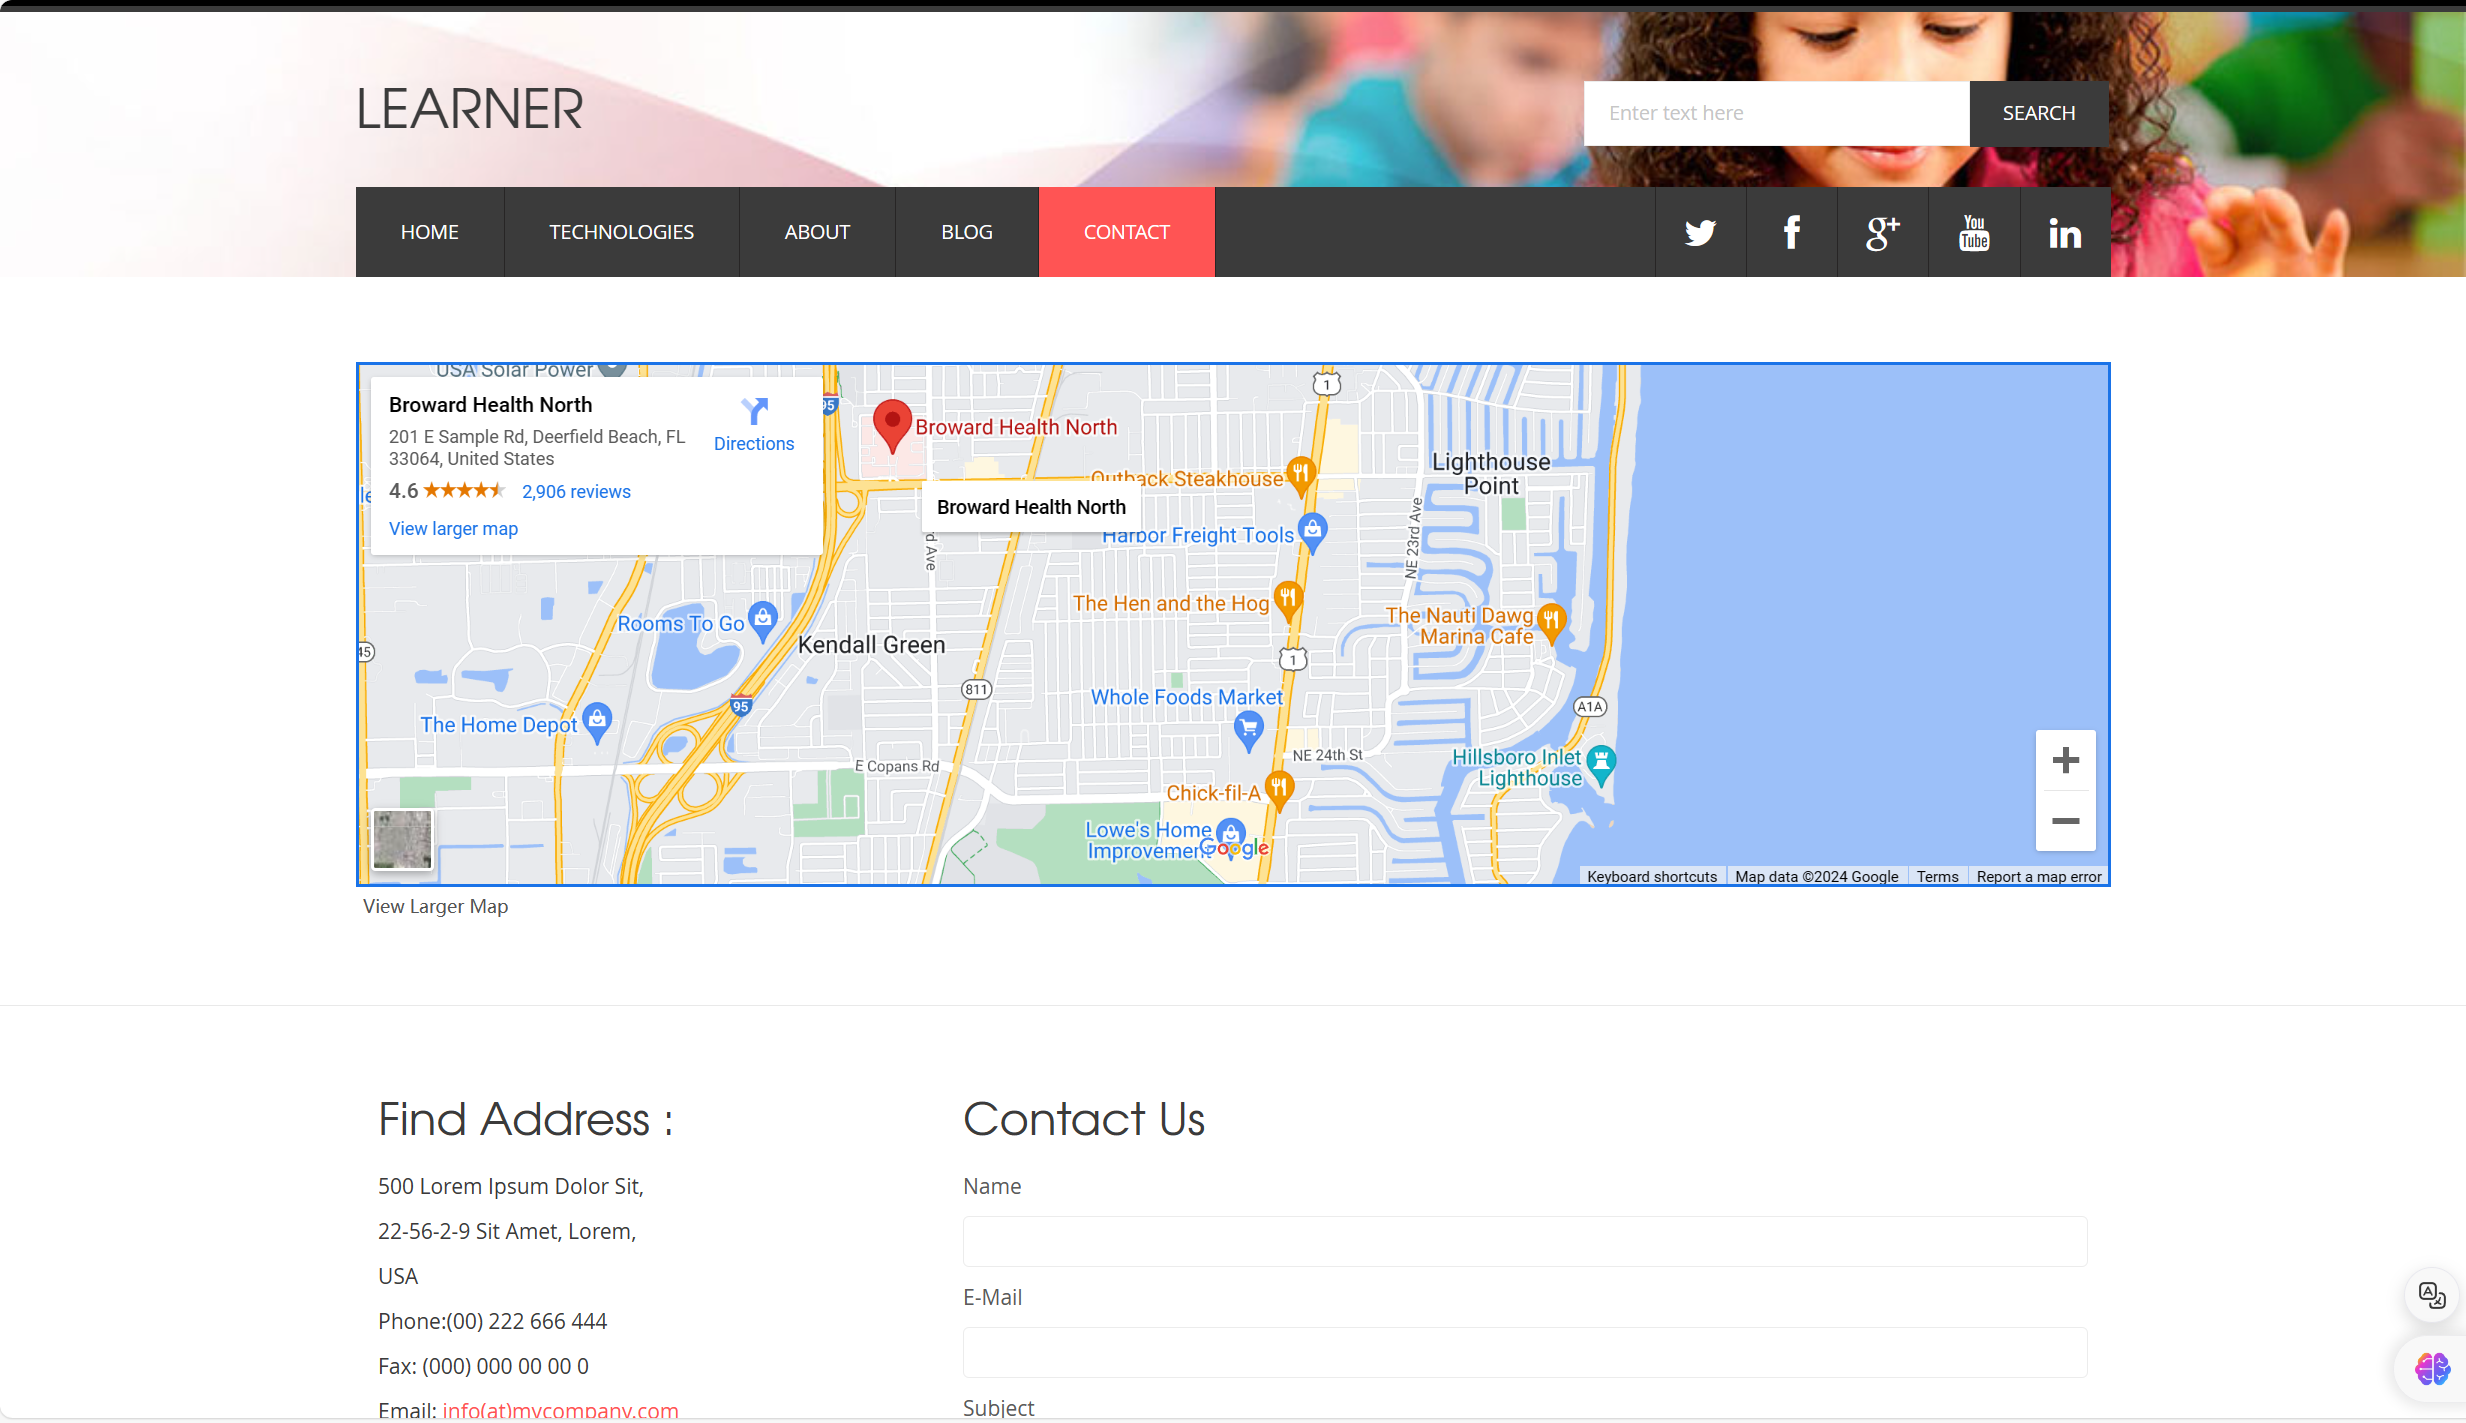 LEARNER
Enter text here
SEARCH
HOME
TECHNOLOGIES
ABOUT
BLOG
CONTACT
g+
You
Tube
in
USA Solar Power
Broward Health North
201 E Sample Rd, Deerfield Beach, FL
33064, United States
Directions
4.6
2,906 reviews
View larger map
95
Broward Health North
1
Outback Steakhouse
Lighthouse
Point
Broward Health North
Harbor Freight Tools
d Ave
NE 23rd Ave
The Hen and the Hog
The Nauti Dawg
Marina Cafe
Rooms To Go
Kendall Green
45
1
811
95
Whole Foods Market
A1A
The Home Depot
NE 24th St
E Copans Rd
Hillsboro Inlet
Lighthouse
Chick-fil-A
Lowe's Home
Improvement
Google
Keyboard shortcuts
Map data ©2024 Google
Terms
Report a map error
View Larger Map
Find Address :
500 Lorem Ipsum Dolor Sit,
22-56-2-9 Sit Amet, Lorem,
USA
Phone:(00) 222 666 444
Fax: (000) 000 00 00 0
Email: info(at)mycompany.com
Contact Us
Name
E-Mail
Subject